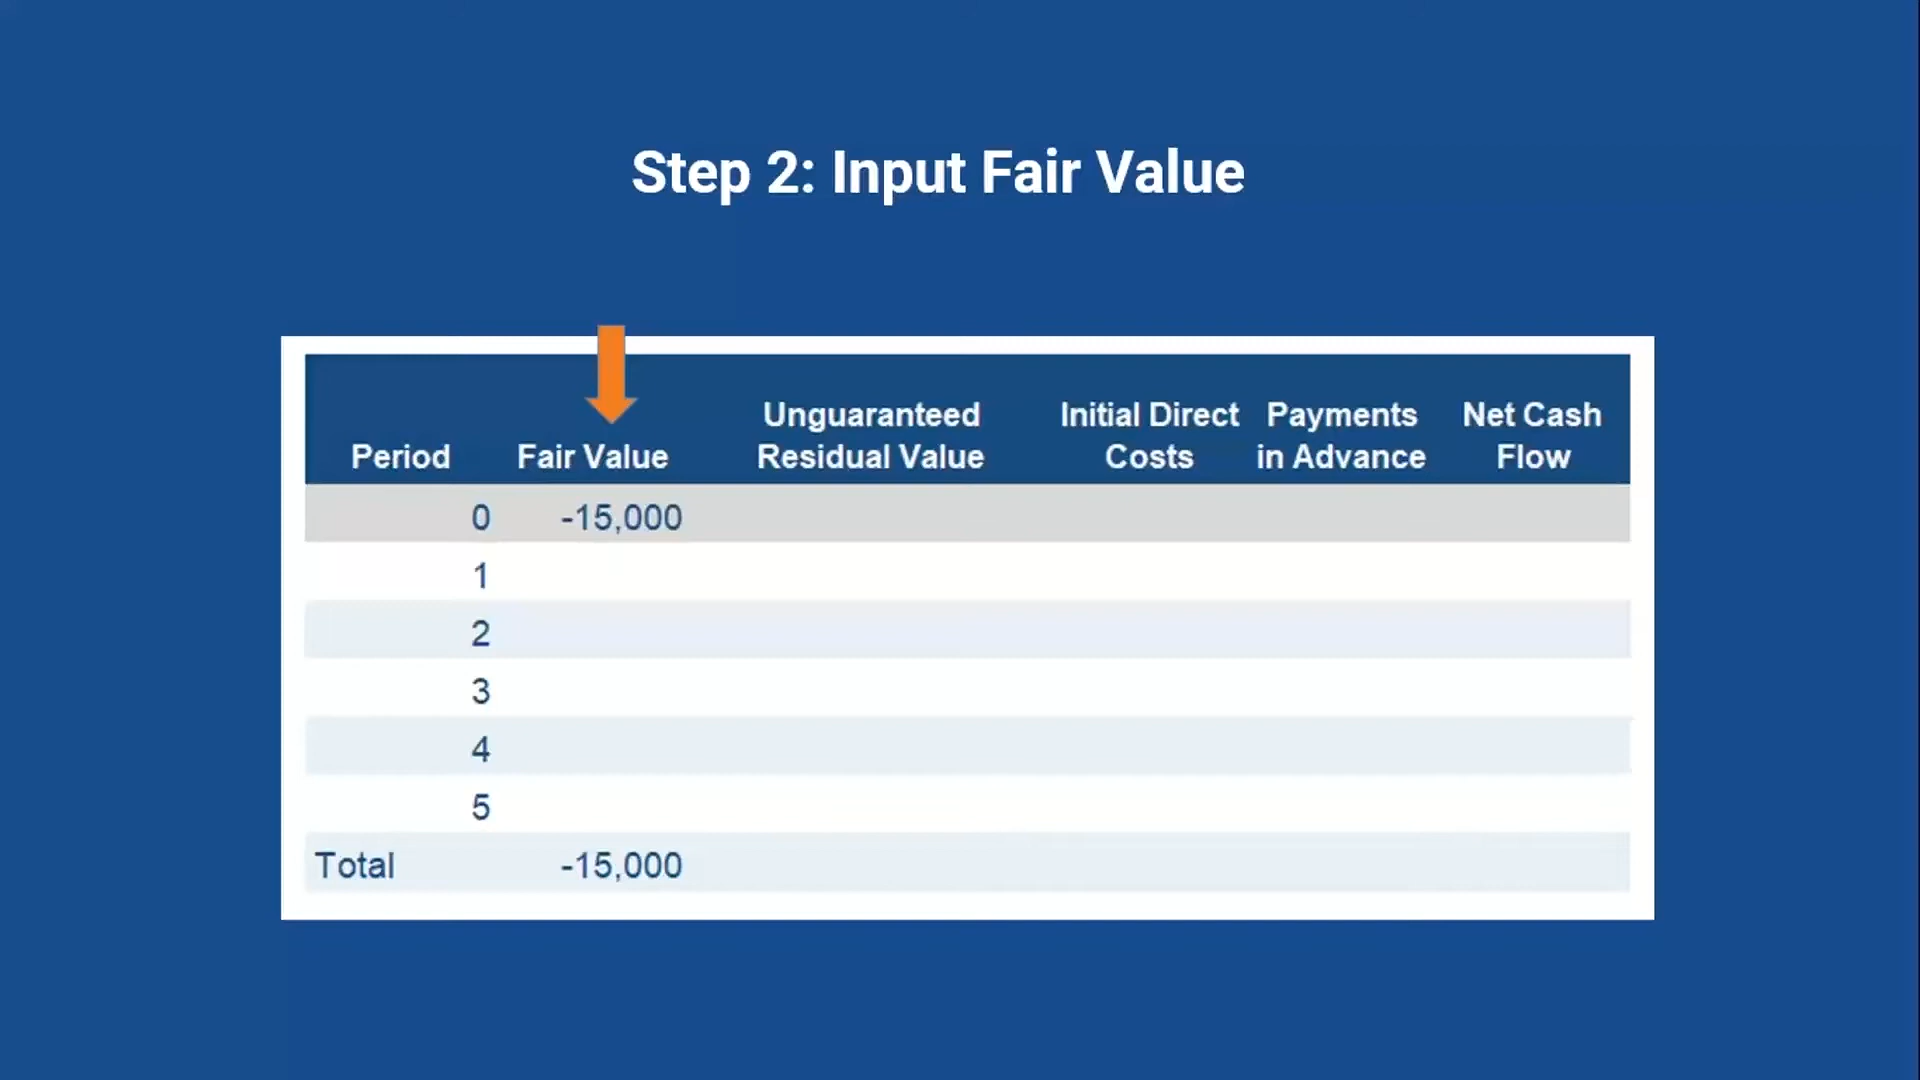 Step 2: Input Fair Value
Unguaranteed Initial Direct Payments Net Cash
Period Fair Value Residual Value Costs in Advance Flow
0 -15,000
1
2
3
4
5
Total -15,000